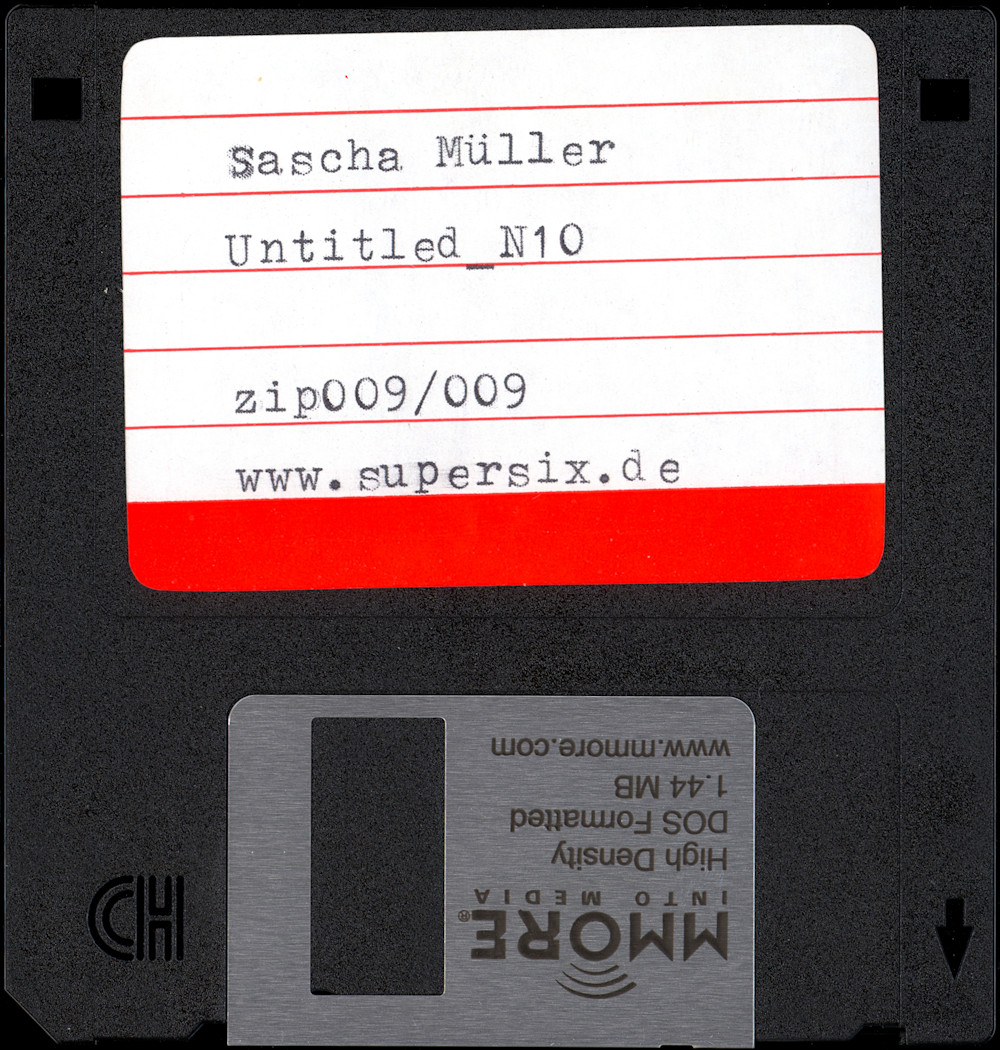 Sascha Müller
Untitled_N10
zip009/009
www.supersix.de
www.mmore.com
1.44 MB
DOS Formatted
High Density
INTO MEDIA
MMORE®
CH